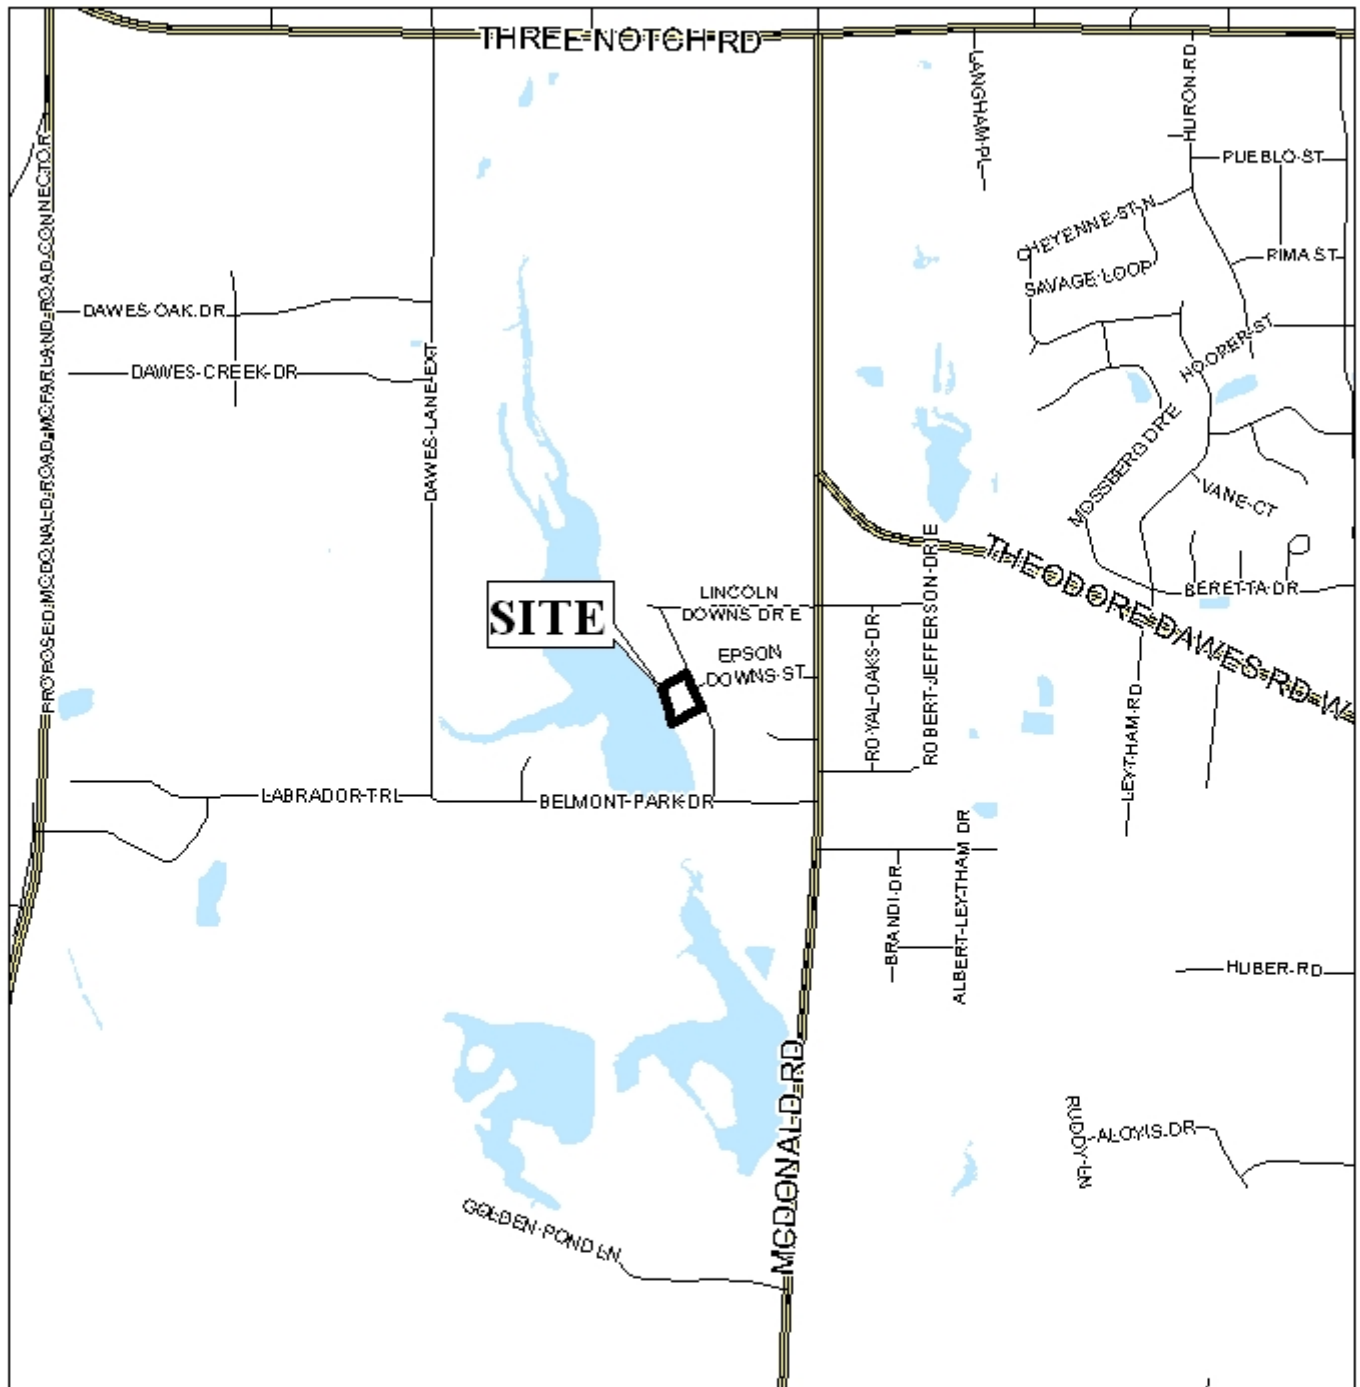 THREE NOTCH RD
LANGHAM PL
HURON RD
PUEBLO ST
CHEYENNE ST N
PIMA ST
SAVAGE LOOP
DAWES OAK DR
HOOPER ST
DAWES CREEK DR
DAWES LANE EXT
PROPOSED MCDONALD ROAD MCFARLAND ROAD CONNECTOR
MOSSBERG DR E
VANE CT
THEODORE DAWES RD W
BERETTA DR
SITE
LINCOLN
DOWNS DR E
EPSON
DOWNS ST
ROYAL OAKS DR
ROBERT JEFFERSON DR E
LEYTHAM RD
LABRADOR TRL
BELMONT PARK DR
BRANDI DR
ALBERT LEYTHAM DR
HUBER RD
MCDONALD RD
RUDDY LN
ALOYIS DR
GOLDEN POND LN